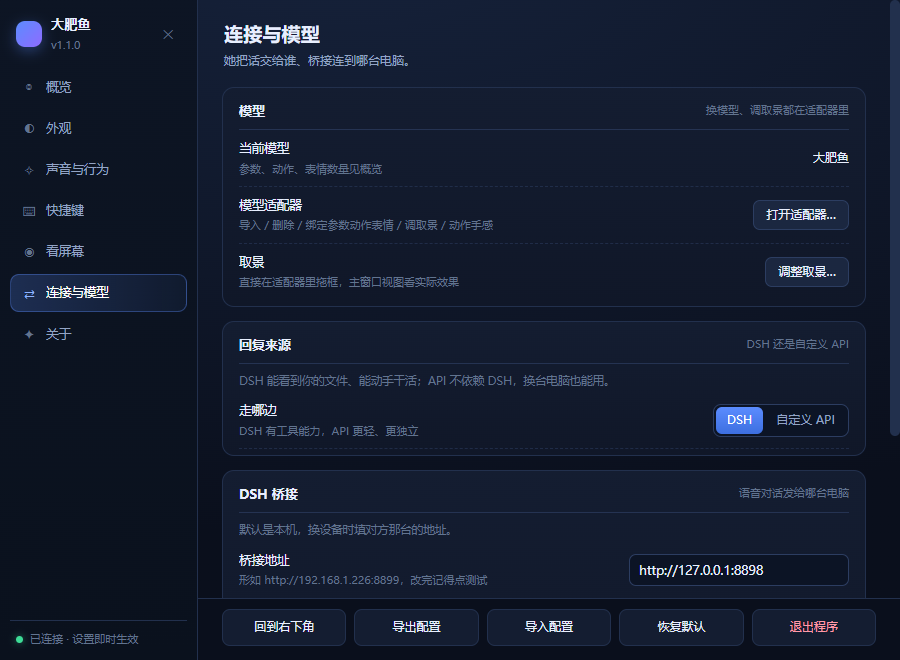 大肥鱼
v1.1.0
概览
外观
声音与行为
快捷键
看屏幕
连接与模型
关于
已连接 · 设置即时生效
连接与模型
她把话交给谁、桥接连到哪台电脑。
模型
换模型、调取景都在适配器里
当前模型
参数、动作、表情数量见概览
大肥鱼
模型适配器
导入 / 删除 / 绑定参数动作表情 / 调取景 / 动作手感
打开适配器...
取景
直接在适配器里拖框，主窗口视图看实际效果
调整取景...
回复来源
DSH 还是自定义 API
DSH 能看到你的文件、能动手干活；API 不依赖 DSH，换台电脑也能用。
走哪边
DSH 有工具能力，API 更轻、更独立
DSH
自定义 API
DSH 桥接
语音对话发给哪台电脑
默认是本机，换设备时填对方那台的地址。
桥接地址
形如 http://192.168.1.226:8899，改完记得点测试
http://127.0.0.1:8898
回到右下角
导出配置
导入配置
恢复默认
退出程序